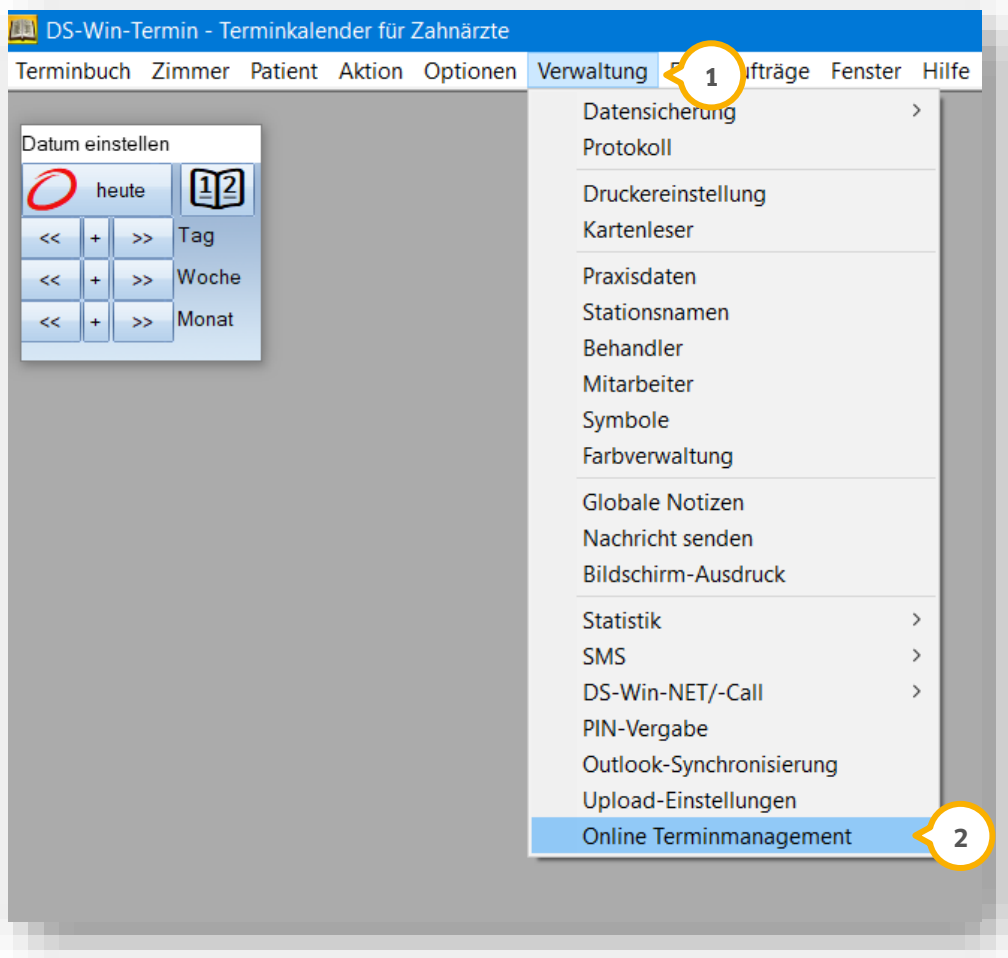 DS-Win-Termin - Terminkalender für Zahnärzte
Terminbuch Zimmer Patient Aktion Optionen Verwaltung 1 Fenster Hilfe
Datum einstellen
heute 12
<< + >> Tag
<< + >> Woche
<< + >> Monat
Datensicherung >
Protokoll
Druckereinstellung
Kartenleser
Praxisdaten
Stationsnamen
Behandler
Mitarbeiter
Symbole
Farbverwaltung
Globale Notizen
Nachricht senden
Bildschirm-Ausdruck
Statistik >
SMS >
DS-Win-NET/-Call >
PIN-Vergabe
Outlook-Synchronisierung
Upload-Einstellungen
Online Terminmanagement 2